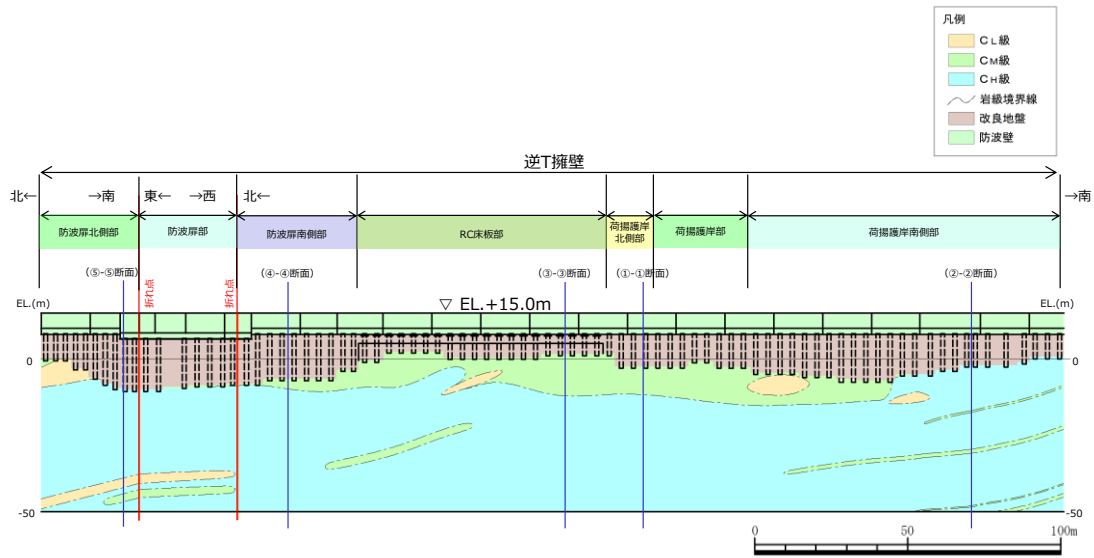 凡例
CL級
CM級
CH級
岩級境界線
改良地盤
防波壁
逆T擁壁
北← →南 東← →西 北← →南
防波扉北側部 防波扉部 防波扉南側部 RC床板部 荷揚護岸北側部 荷揚護岸部 荷揚護岸南側部
(⑤-⑤断面) (④-④断面) (③-③断面) (①-①断面) (②-②断面)
折れ点 折れ点
EL.(m) ▽ EL.+15.0m EL.(m)
0 0
-50 -50
0 50 100m